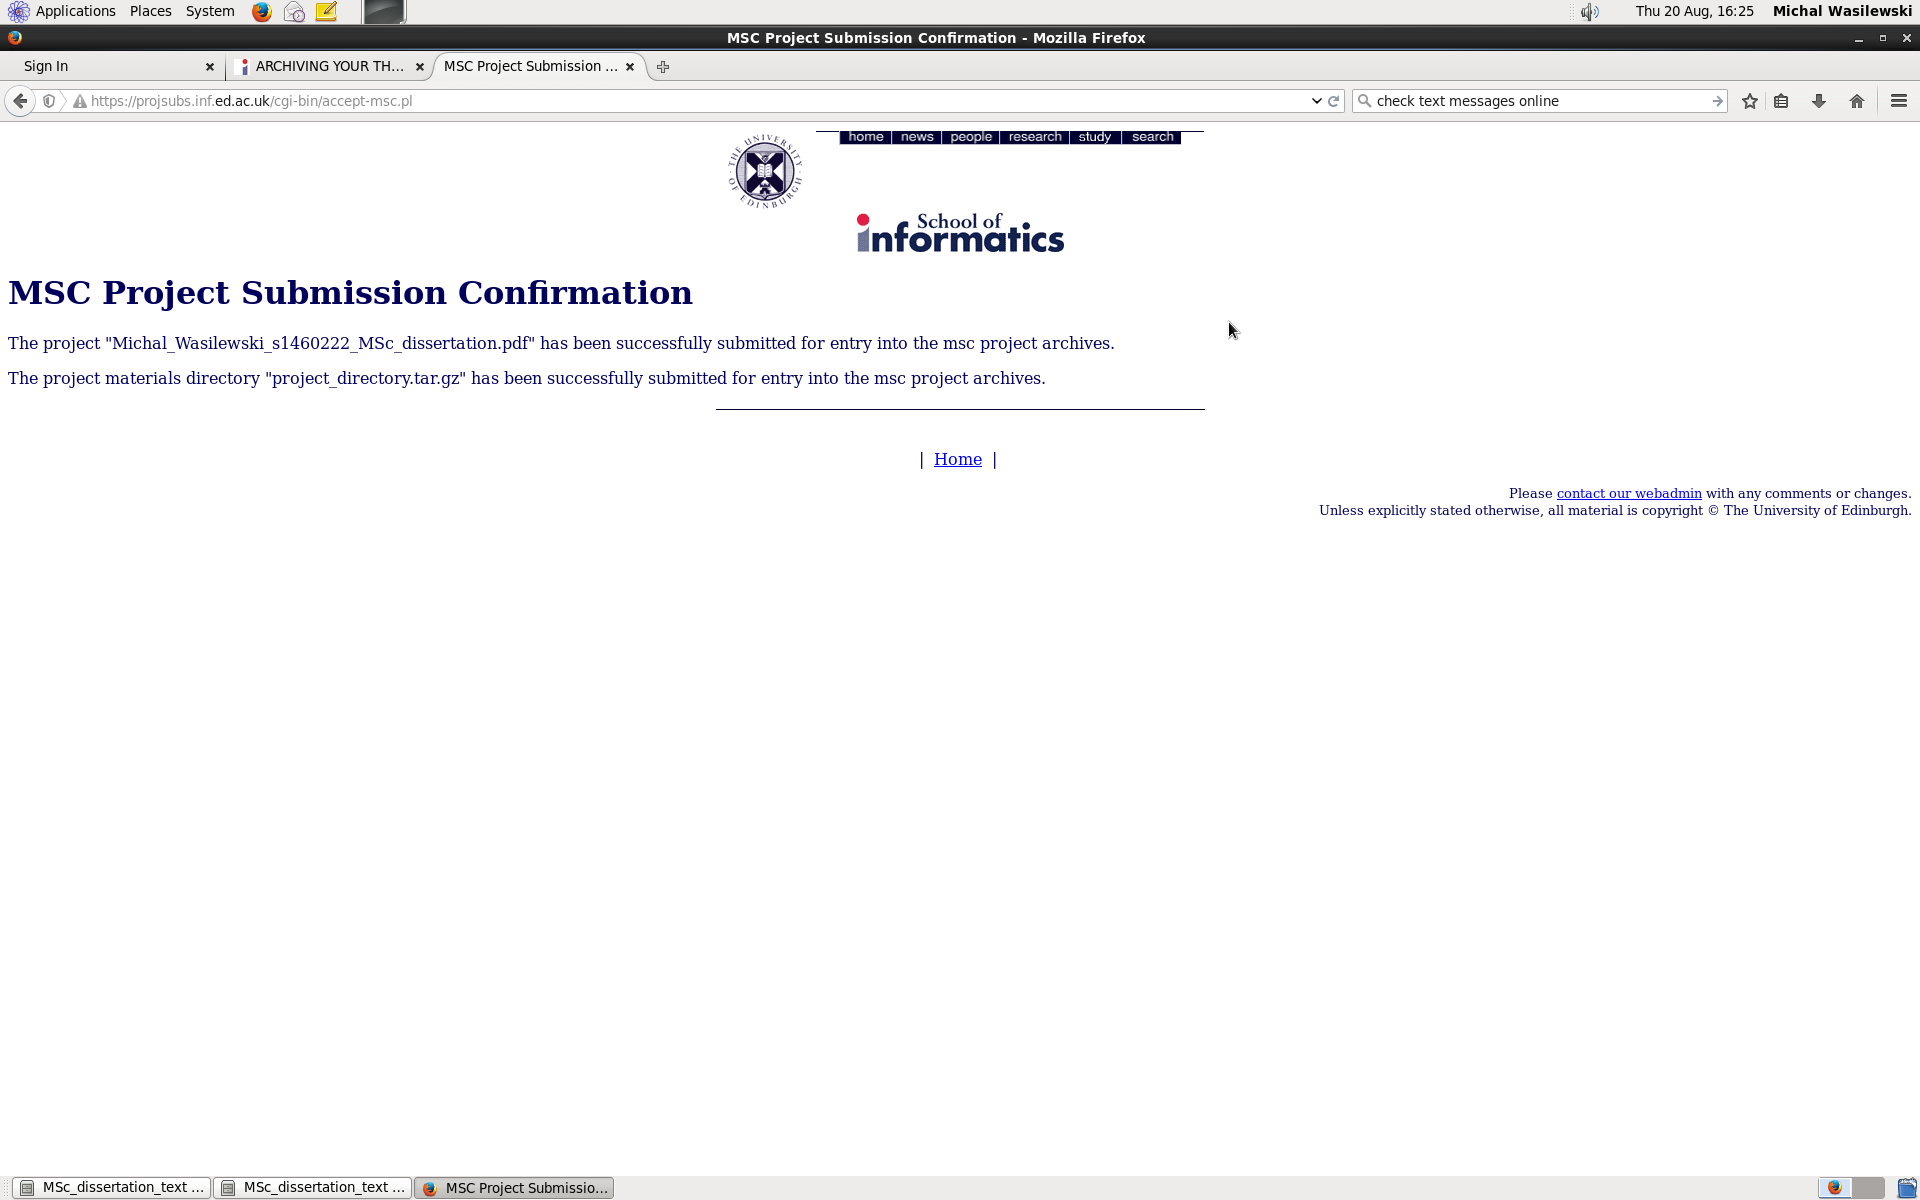 Applications Places System Thu 20 Aug, 16:25 Michal Wasilewski
MSC Project Submission Confirmation - Mozilla Firefox
Sign In ARCHIVING YOUR TH... MSC Project Submission ...
https://projsubs.inf.ed.ac.uk/cgi-bin/accept-msc.pl check text messages online
home news people research study search
THE UNIVERSITY OF EDINBURGH
School of
informatics
MSC Project Submission Confirmation
The project "Michal_Wasilewski_s1460222_MSc_dissertation.pdf" has been successfully submitted for entry into the msc project archives.
The project materials directory "project_directory.tar.gz" has been successfully submitted for entry into the msc project archives.
| Home |
Please contact our webadmin with any comments or changes.
Unless explicitly stated otherwise, all material is copyright © The University of Edinburgh.
MSc_dissertation_text ... MSc_dissertation_text ... MSC Project Submissio...